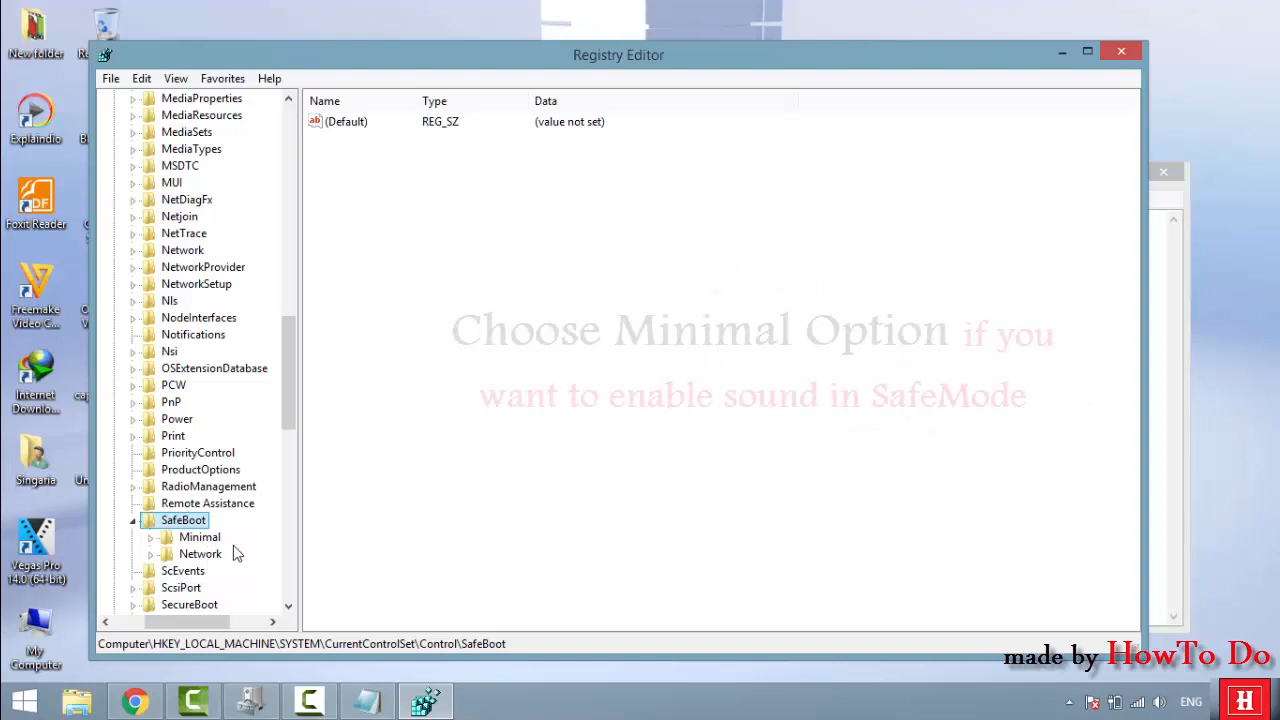 New folder
Re
Registry Editor
File Edit View Favorites Help
MediaProperties
MediaResources
MediaSets
MediaTypes
MSDTC
MUI
NetDiagFx
Netjoin
NetTrace
Network
NetworkProvider
NetworkSetup
Nls
NodeInterfaces
Notifications
Nsi
OSExtensionDatabase
PCW
PnP
Power
Print
PriorityControl
ProductOptions
RadioManagement
Remote Assistance
SafeBoot
Minimal
Network
ScEvents
ScsiPort
SecureBoot
Name Type Data
ab (Default) REG_SZ (value not set)
Choose Minimal Option if you
want to enable sound in SafeMode
Computer\HKEY_LOCAL_MACHINE\SYSTEM\CurrentControlSet\Control\SafeBoot
Explaindio
Foxit Reader
Freemake
Video C...
Internet
Downlo...
Singaria
Vegas Pro
14.0 (64-bit)
My
Computer
made by HowTo Do
ENG
H